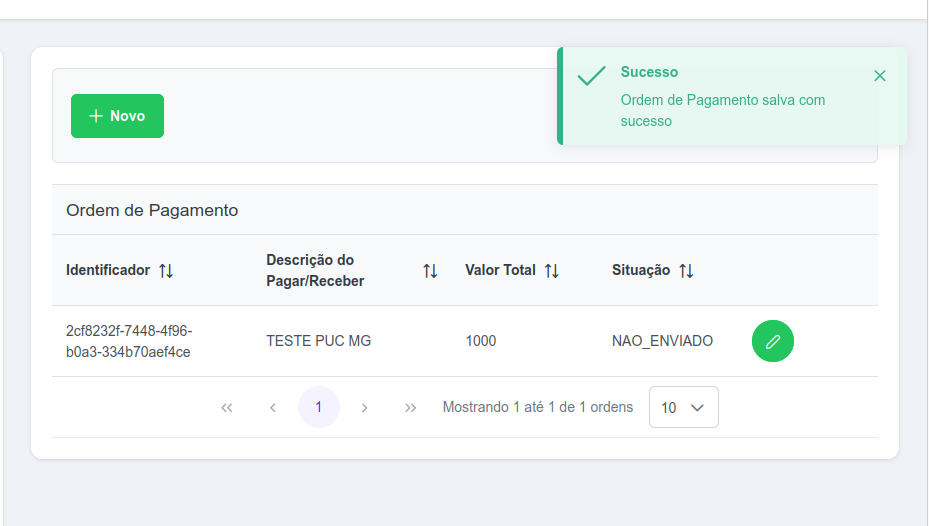 Sucesso
Ordem de Pagamento salva com
sucesso
Novo
Ordem de Pagamento
Identificador
Descrição do
Pagar/Receber
Valor Total
Situação
2cf8232f-7448-4f96-
b0a3-334b70aef4ce
TESTE PUC MG
1000
NAO_ENVIADO
1
Mostrando 1 até 1 de 1 ordens
10